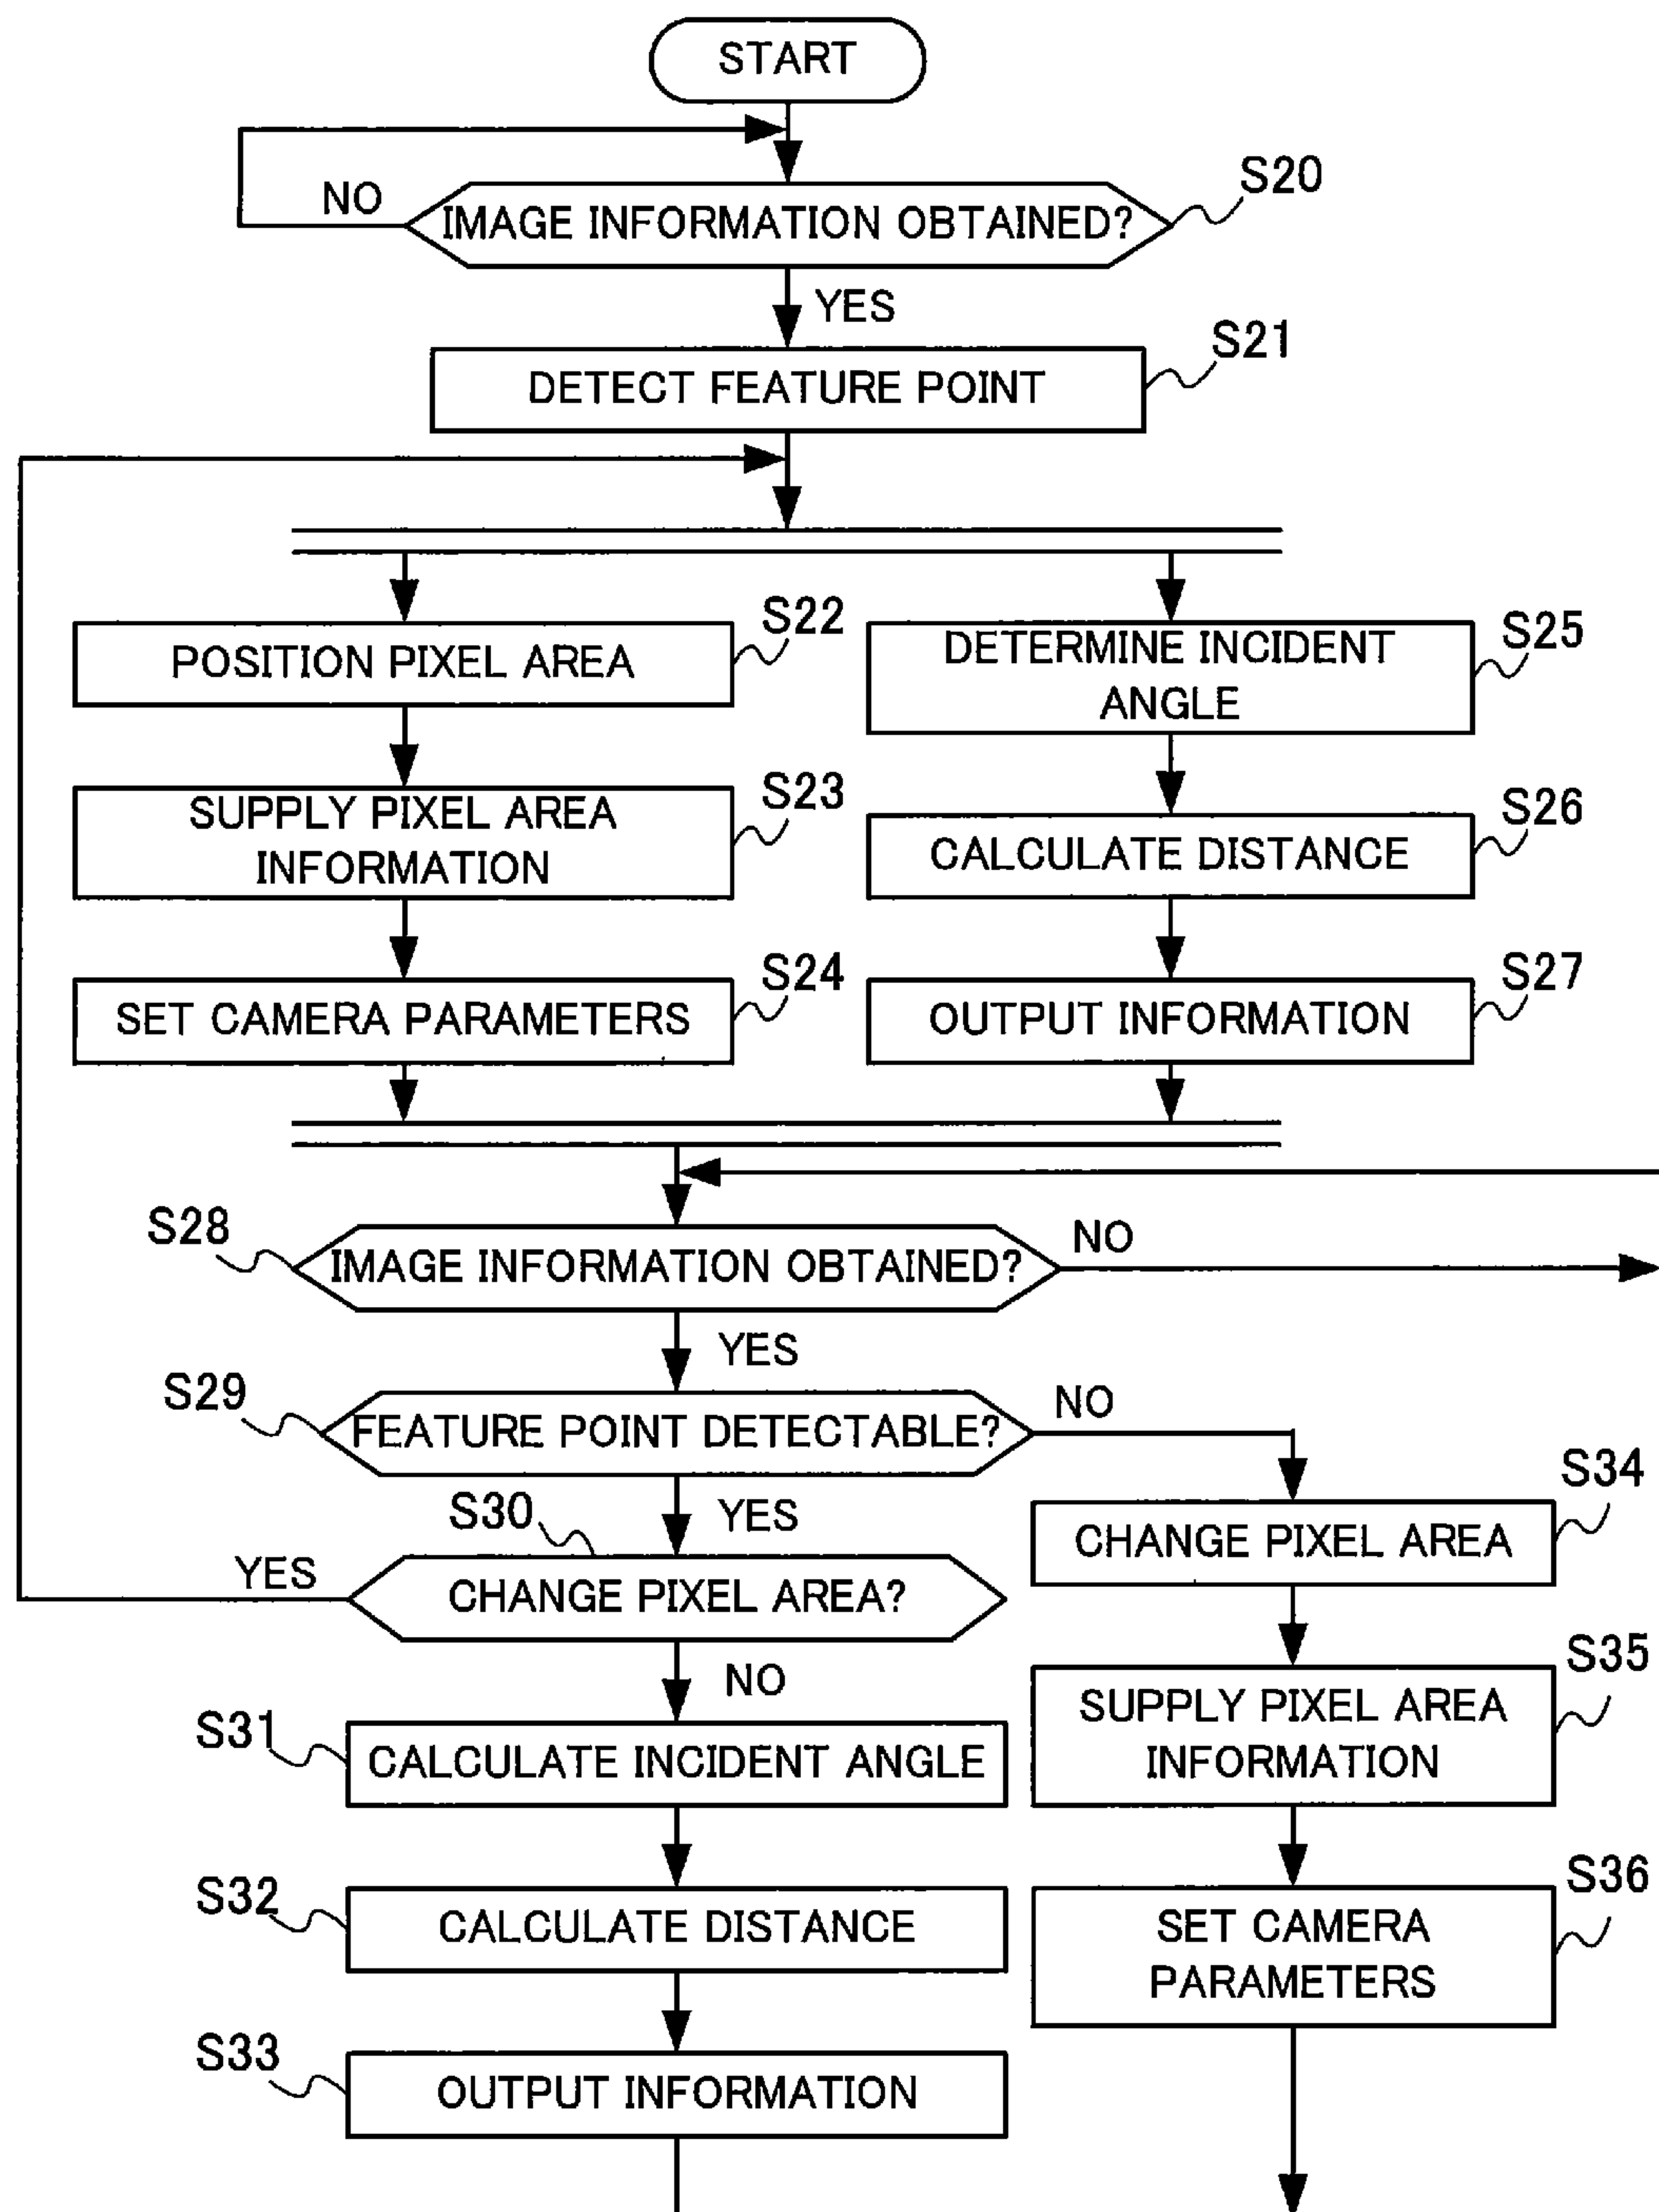 START
NO
IMAGE INFORMATION OBTAINED?
S20
YES
DETECT FEATURE POINT
S21
POSITION PIXEL AREA
S22
SUPPLY PIXEL AREA
INFORMATION
S23
SET CAMERA PARAMETERS
S24
DETERMINE INCIDENT
ANGLE
S25
CALCULATE DISTANCE
S26
OUTPUT INFORMATION
S27
S28
IMAGE INFORMATION OBTAINED?
NO
YES
S29
FEATURE POINT DETECTABLE?
NO
YES
S30
YES
CHANGE PIXEL AREA?
NO
S31
CALCULATE INCIDENT ANGLE
S32
CALCULATE DISTANCE
S33
OUTPUT INFORMATION
S34
CHANGE PIXEL AREA
S35
SUPPLY PIXEL AREA
INFORMATION
S36
SET CAMERA
PARAMETERS